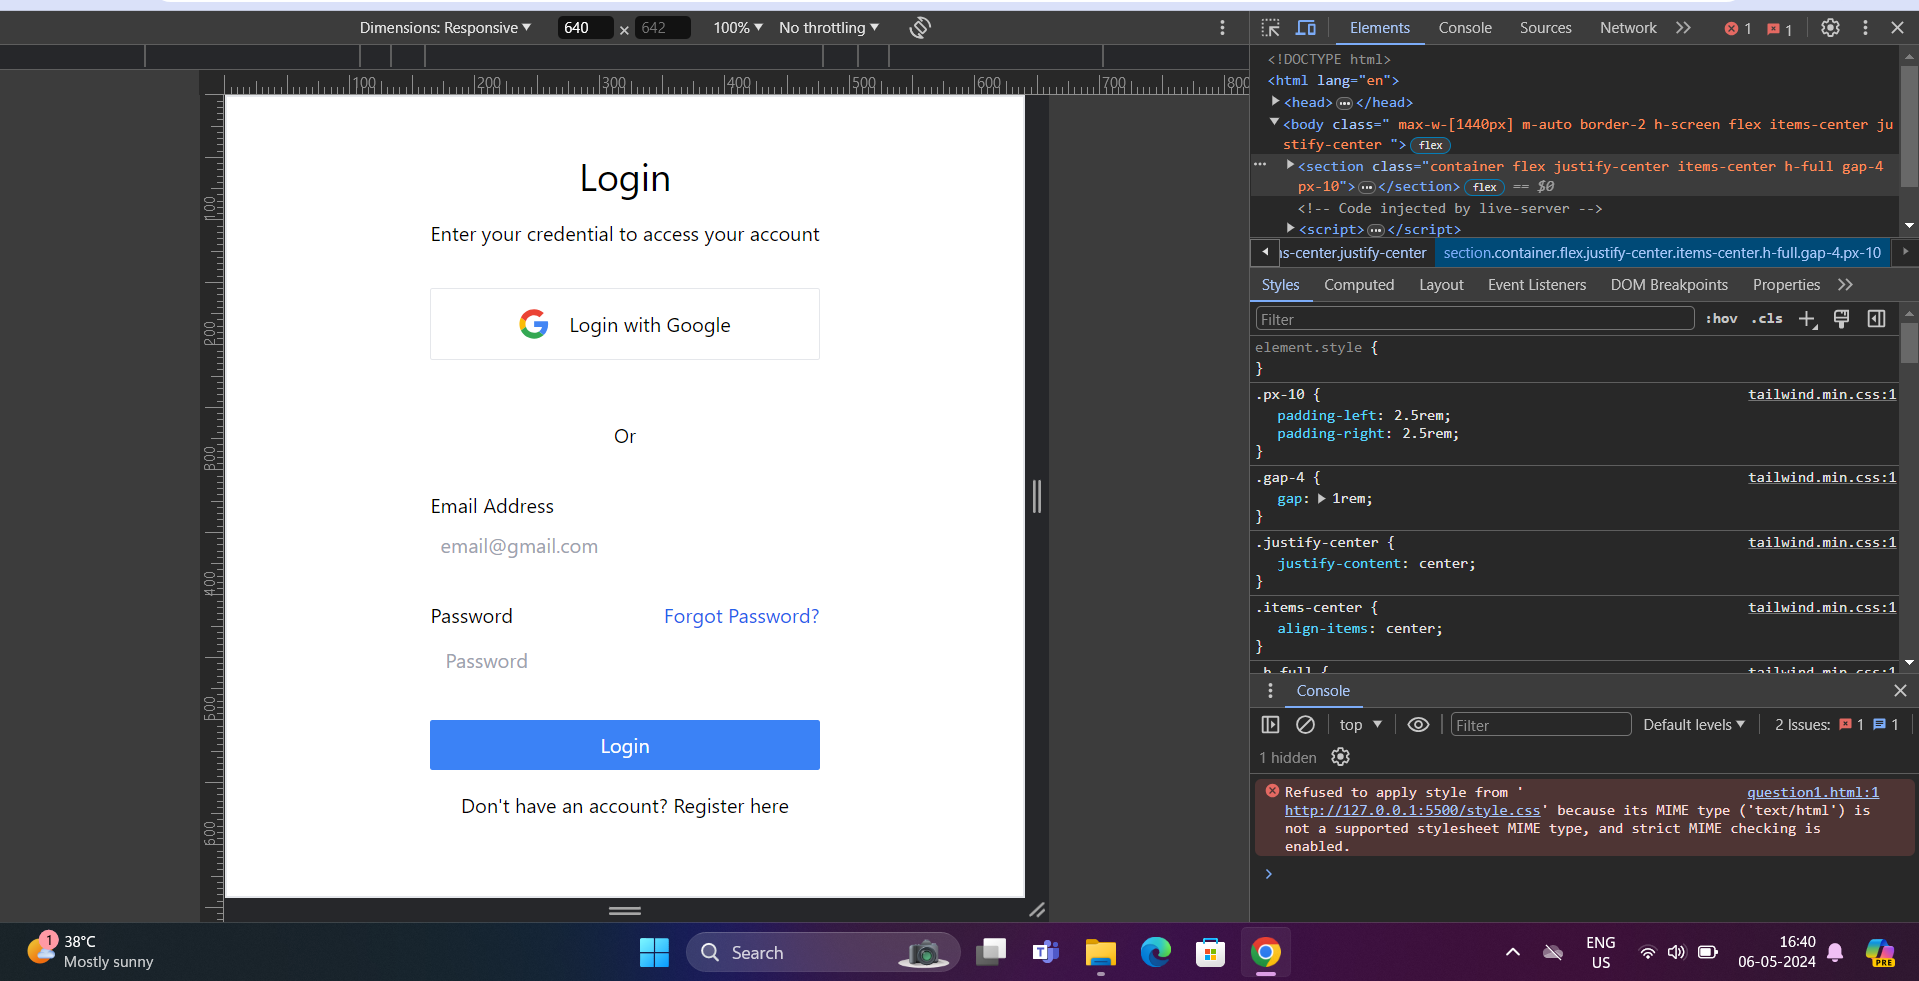 Dimensions: Responsive ▼ 640 × 642 100% ▼ No throttling ▼
Elements Console Sources Network 1 1
100 200 300 400 500 600 700 800
100
200
300
400
500
600
Login
Enter your credential to access your account
Login with Google
Or
Email Address
email@gmail.com
Password Forgot Password?
Password
Login
Don't have an account? Register here
<!DOCTYPE html>
<html lang="en">
<head> ••• </head>
<body class=" max-w-[1440px] m-auto border-2 h-screen flex items-center ju
stify-center "> flex
<section class="container flex justify-center items-center h-full gap-4
px-10"> ••• </section> flex == $0
<!-- Code injected by live-server -->
<script> ••• </script>
s-center.justify-center section.container.flex.justify-center.items-center.h-full.gap-4.px-10
Styles Computed Layout Event Listeners DOM Breakpoints Properties
Filter :hov .cls
element.style {
}
.px-10 { tailwind.min.css:1
padding-left: 2.5rem;
padding-right: 2.5rem;
}
.gap-4 { tailwind.min.css:1
gap: ▶ 1rem;
}
.justify-center { tailwind.min.css:1
justify-content: center;
}
.items-center { tailwind.min.css:1
align-items: center;
}
.h-full { tailwind.min.css:1
Console
top ▼ Filter Default levels ▼ 2 Issues: 1 1
1 hidden
Refused to apply style from ' question1.html:1
http://127.0.0.1:5500/style.css' because its MIME type ('text/html') is
not a supported stylesheet MIME type, and strict MIME checking is
enabled.
1 38°C
Mostly sunny
Search
ENG
US
16:40
06-05-2024
PRE